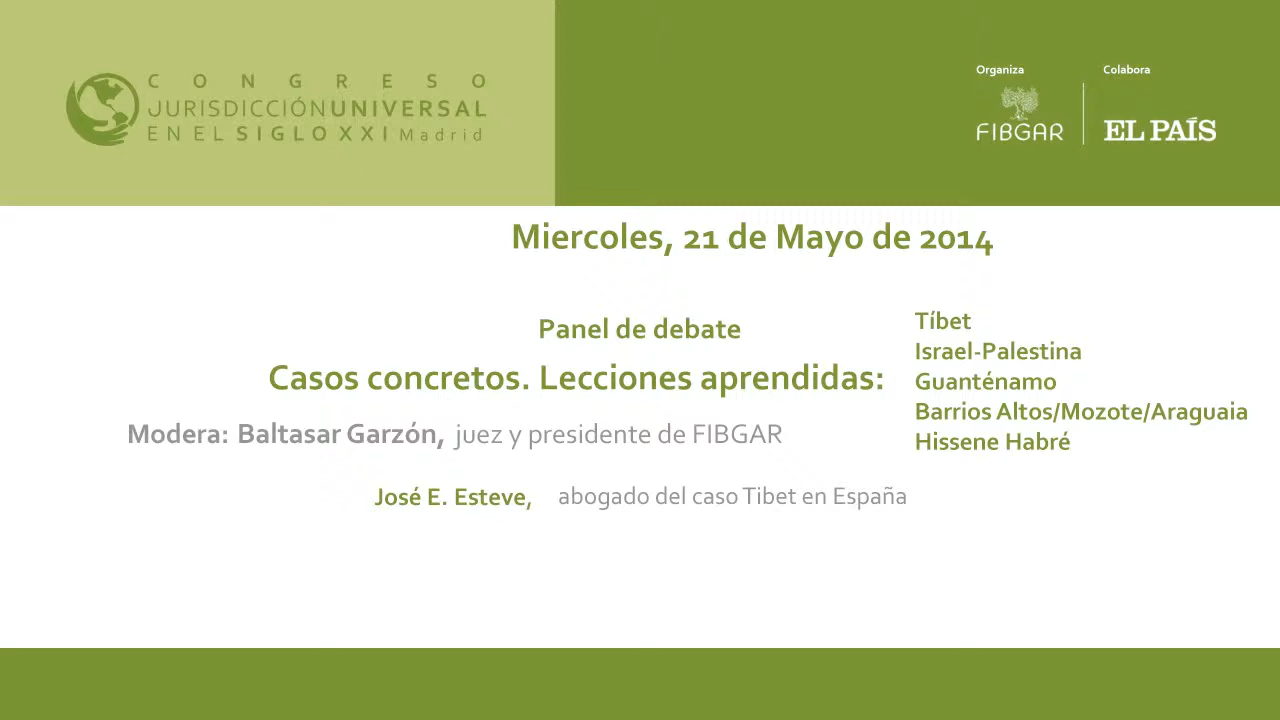 CONGRESO
JURISDICCIÓNUNIVERSAL
EN EL SIGLO XXI Madrid
Organiza
FIBGAR
Colabora
EL PAÍS
Miercoles, 21 de Mayo de 2014
Panel de debate
Casos concretos. Lecciones aprendidas:
Tíbet
Israel-Palestina
Guanténamo
Barrios Altos/Mozote/Araguaia
Hissene Habré
Modera: Baltasar Garzón, juez y presidente de FIBGAR
José E. Esteve, abogado del caso Tibet en España